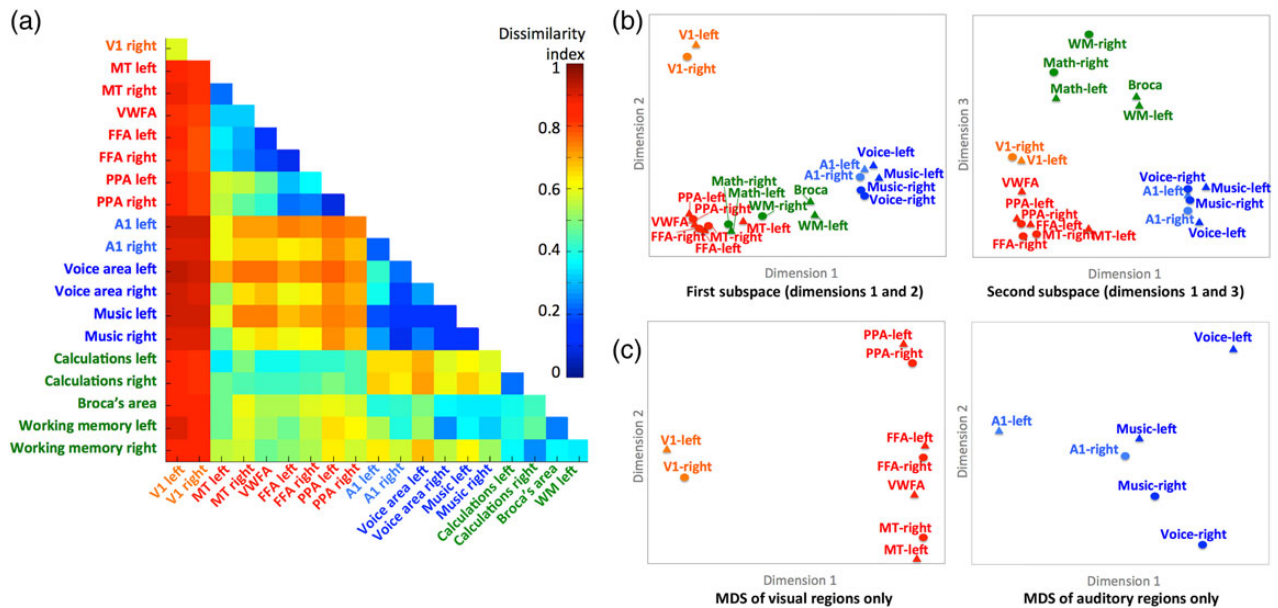 (a)
Dissimilarity
index
1
0.8
0.6
0.4
0.2
0
V1 right
MT left
MT right
VWFA
FFA left
FFA right
PPA left
PPA right
A1 left
A1 right
Voice area left
Voice area right
Music left
Music right
Calculations left
Calculations right
Broca's area
Working memory left
Working memory right
V1 left
V1 right
MT left
MT right
VWFA
FFA left
FFA right
PPA left
PPA right
A1 left
A1 right
Voice area left
Voice area right
Music left
Music right
Calculations left
Calculations right
Broca's area
WM left
(b)
V1-left
V1-right
Voice-left
A1-left
A1-right
Music-left
Music-right
Voice-right
Math-right
Math-left
Broca
PPA-left
PPA-right
WM-right
VWFA
MT-left
WM-left
FFA-right
MT-right
FFA-left
Dimension 2
Dimension 1
First subspace (dimensions 1 and 2)
WM-right
Math-right
Math-left
Broca
WM-left
V1-right
V1-left
VWFA
Voice-right
A1-left
Music-left
Music-right
PPA-left
PPA-right
A1-right
FFA-left
MT-right
MT-left
FFA-right
Voice-left
Dimension 3
Dimension 1
Second subspace (dimensions 1 and 3)
(c)
PPA-left
PPA-right
V1-left
V1-right
FFA-left
FFA-right
VWFA
MT-right
MT-left
Dimension 2
Dimension 1
MDS of visual regions only
Voice-left
A1-left
Music-left
A1-right
Music-right
Voice-right
Dimension 2
Dimension 1
MDS of auditory regions only